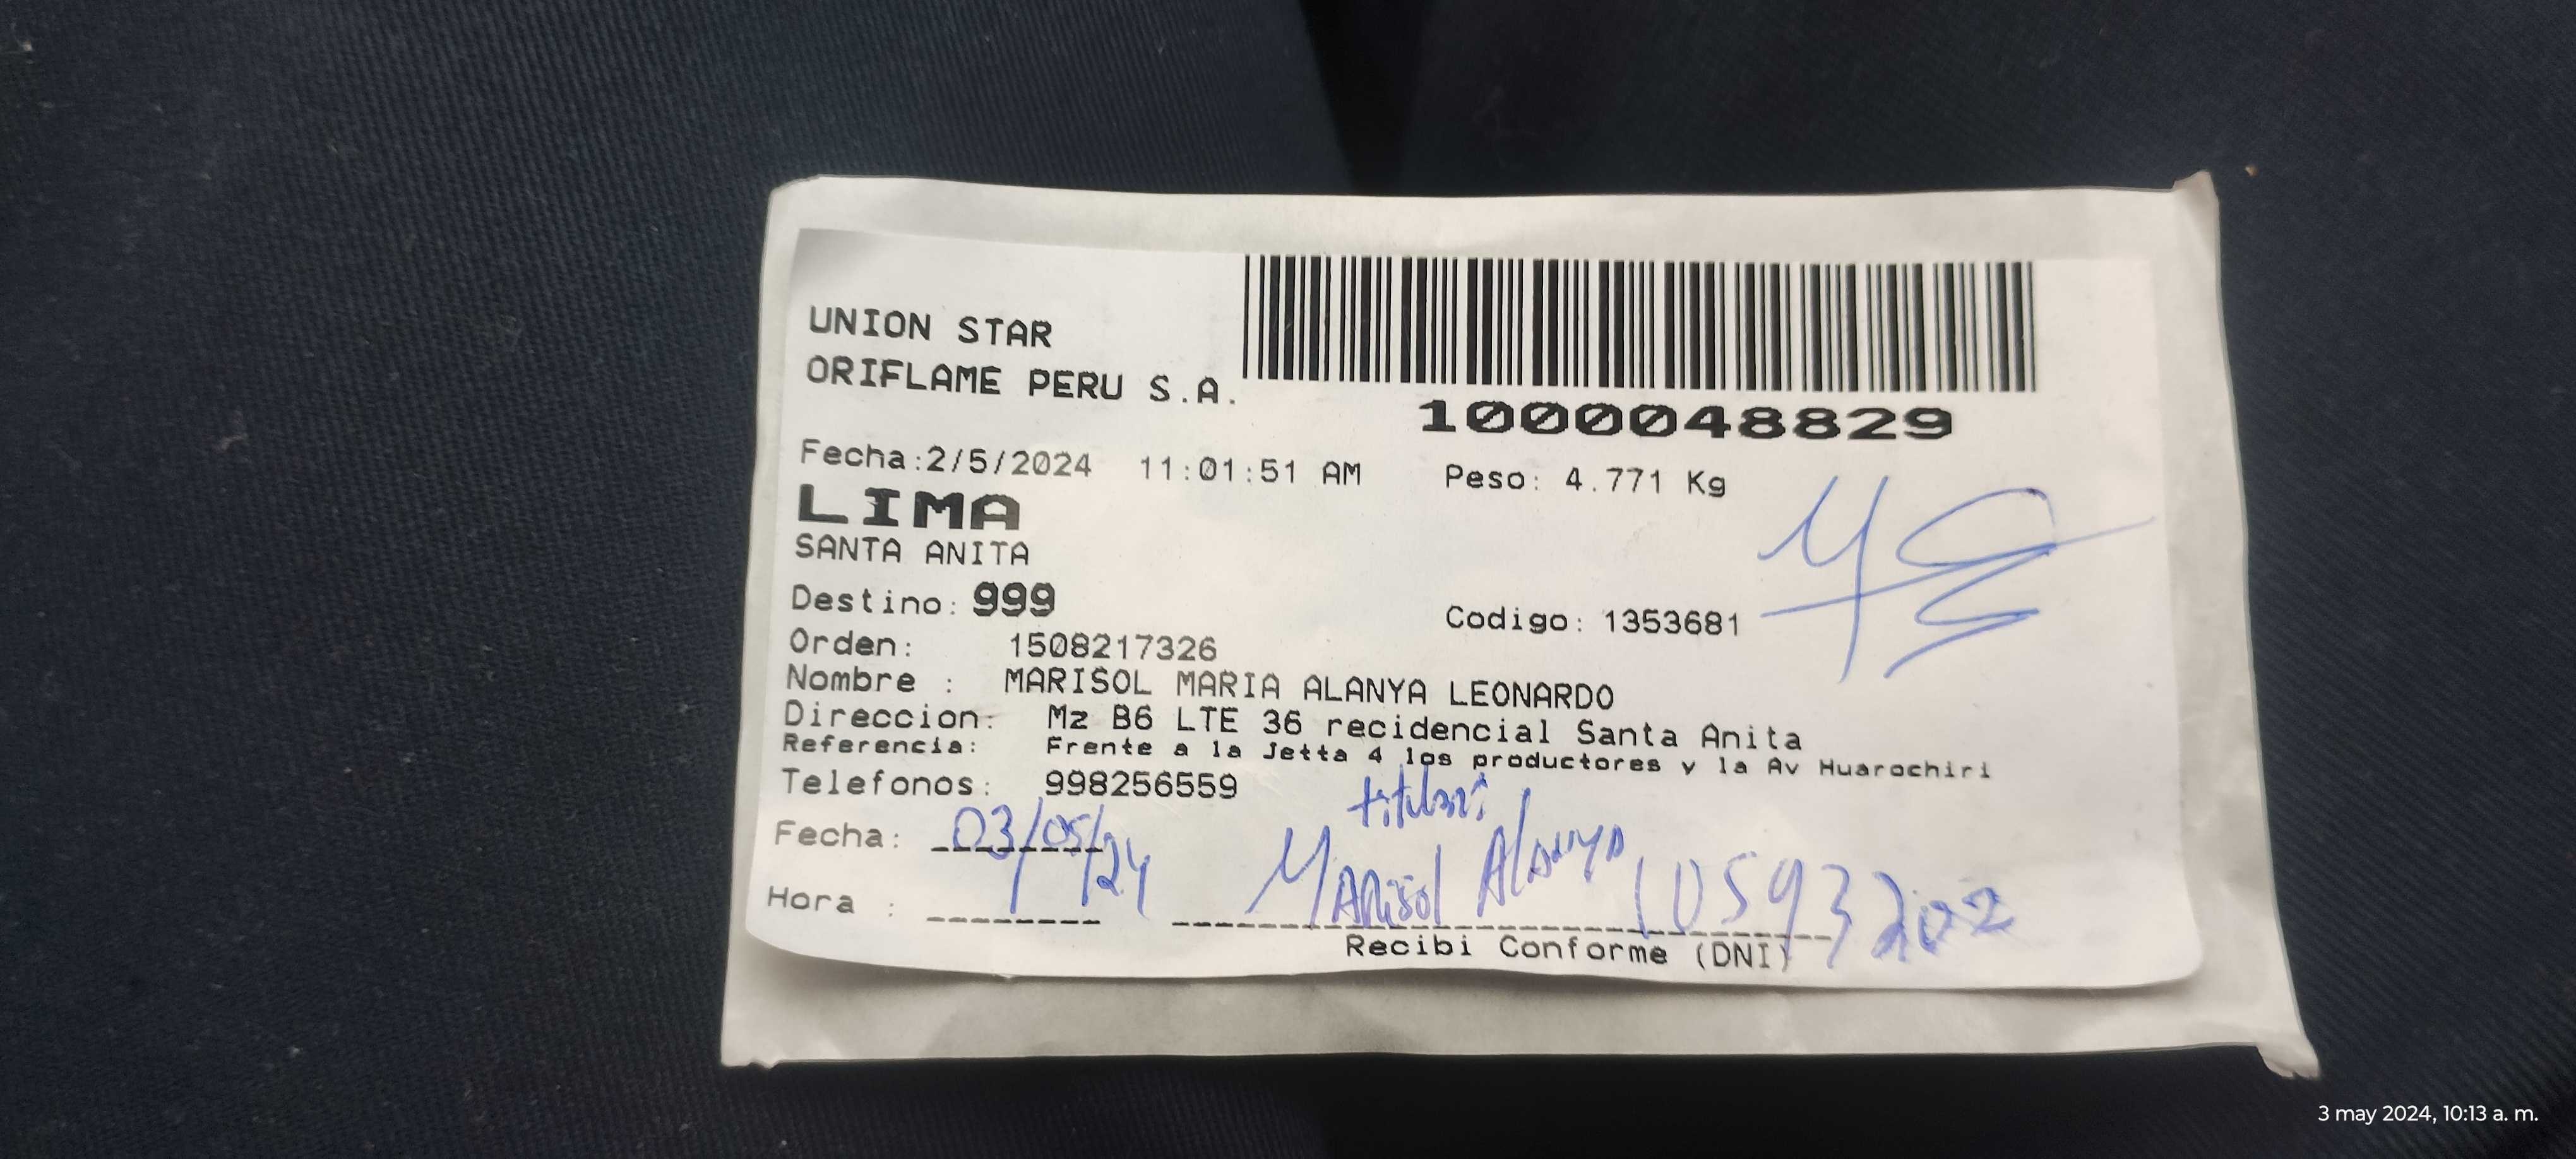 UNION STAR
ORIFLAME PERU S.A.
1000048829
Fecha:2/5/2024 11:01:51 AM Peso: 4.771 Kg
LIMA
SANTA ANITA
Destino: 999 Codigo: 1353681
Orden: 1508217326
Nombre : MARISOL MARIA ALANYA LEONARDO
Direccion: Mz B6 LTE 36 recidencial Santa Anita
Referencia: Frente a la Jetta 4 los productores y la Av Huarochiri
Telefonos: 998256559
Fecha: 03/05/24
Hora : Marisol Alanya
Recibi Conforme (DNI)
3 may 2024, 10:13 a. m.